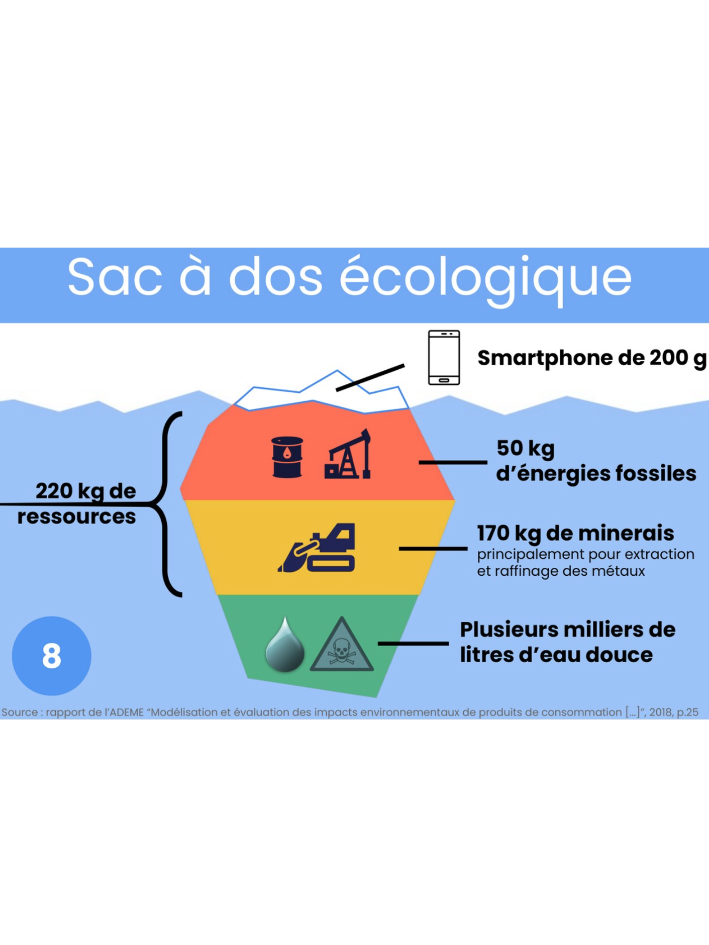 Sac à dos écologique
Smartphone de 200 g
50 kg
d’énergies fossiles
220 kg de
ressources
170 kg de minerais
principalement pour extraction
et raffinage des métaux
Plusieurs milliers de
litres d’eau douce
8
Source : rapport de l’ADEME “Modélisation et évaluation des impacts environnementaux de produits de consommation [...]”, 2018, p.25